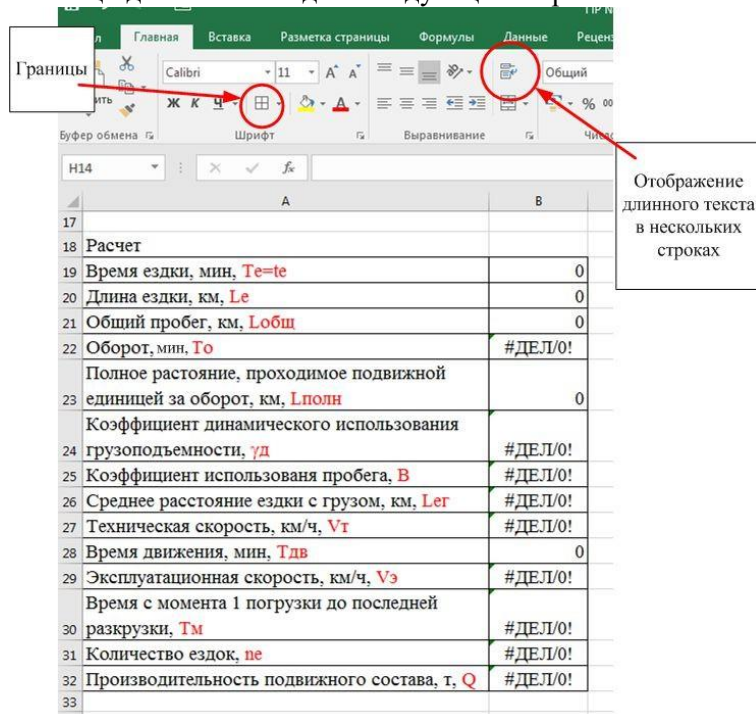 Главная Вставка Разметка страницы Формулы Данные
Границы
Calibri 11 A A Общий
Ж К Ч A % 00
Буфер обмена Шрифт Выравнивание
H14 fx
A B
Отображение
длинного текста
в нескольких
строках
17
18 Расчет
19 Время ездки, мин, Te=te 0
20 Длина ездки, км, Le 0
21 Общий пробег, км, Lобщ 0
22 Оборот, мин, То #ДЕЛ/0!
Полное растояние, проходимое подвижной
23 единицей за оборот, км, Lполн 0
Коэффициент динамического использования
24 грузоподъемности, γд #ДЕЛ/0!
25 Коэффициент использованя пробега, В #ДЕЛ/0!
26 Среднее расстояние ездки с грузом, км, Lег #ДЕЛ/0!
27 Техническая скорость, км/ч, Vт #ДЕЛ/0!
28 Время движения, мин, Тдв 0
29 Эксплуатационная скорость, км/ч, Vэ #ДЕЛ/0!
Время с момента 1 погрузки до последней
30 разкрузки, Тм #ДЕЛ/0!
31 Количество ездок, ne #ДЕЛ/0!
32 Производительность подвижного состава, т, Q #ДЕЛ/0!
33